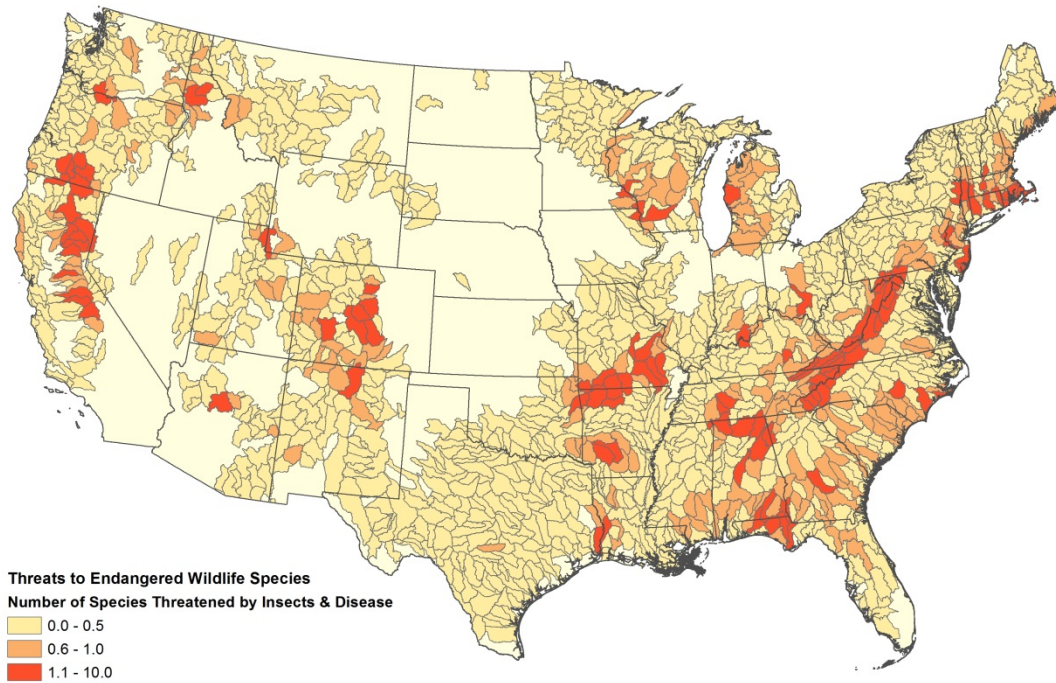 Threats to Endangered Wildlife Species
Number of Species Threatened by Insects & Disease
0.0 - 0.5
0.6 - 1.0
1.1 - 10.0